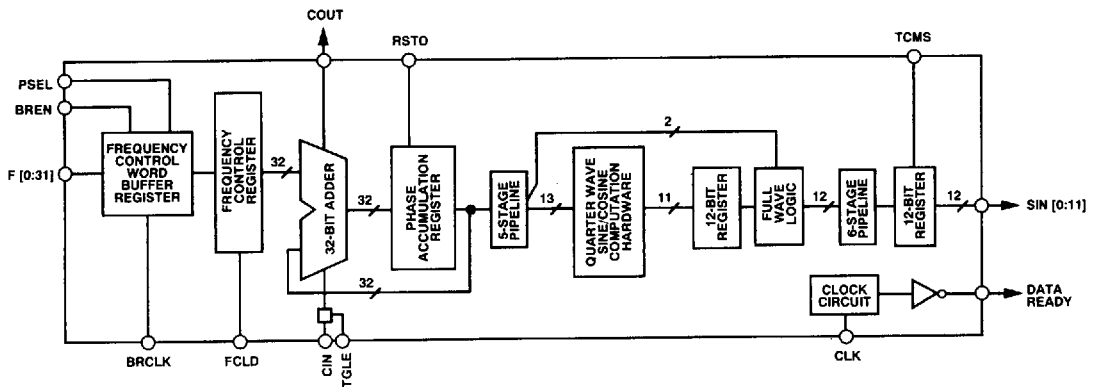 COUT
RSTO
TCMS
PSEL
BREN
F [0:31]
FREQUENCY
CONTROL
WORD
BUFFER
REGISTER
FREQUENCY
CONTROL
REGISTER
32
32-BIT ADDER
32
PHASE
ACCUMULATION
REGISTER
32
5-STAGE
PIPELINE
2
13
QUARTER WAVE
SINE/COSINE
COMPUTATION
HARDWARE
11
12-BIT
REGISTER
FULL
WAVE
LOGIC
12
6-STAGE
PIPELINE
12-BIT
REGISTER
12
SIN [0:11]
CLOCK
CIRCUIT
DATA
READY
BRCLK
FCLD
CIN
TGLE
CLK